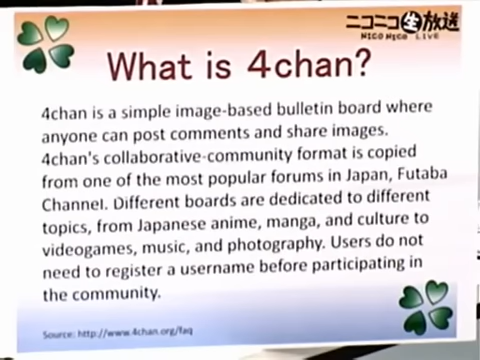 ニコニコ生放送
NICO NICO LIVE
What is 4chan?
4chan is a simple image-based bulletin board where
anyone can post comments and share images.
4chan's collaborative-community format is copied
from one of the most popular forums in Japan, Futaba
Channel. Different boards are dedicated to different
topics, from Japanese anime, manga, and culture to
videogames, music, and photography. Users do not
need to register a username before participating in
the community.
Source: http://www.4chan.org/faq